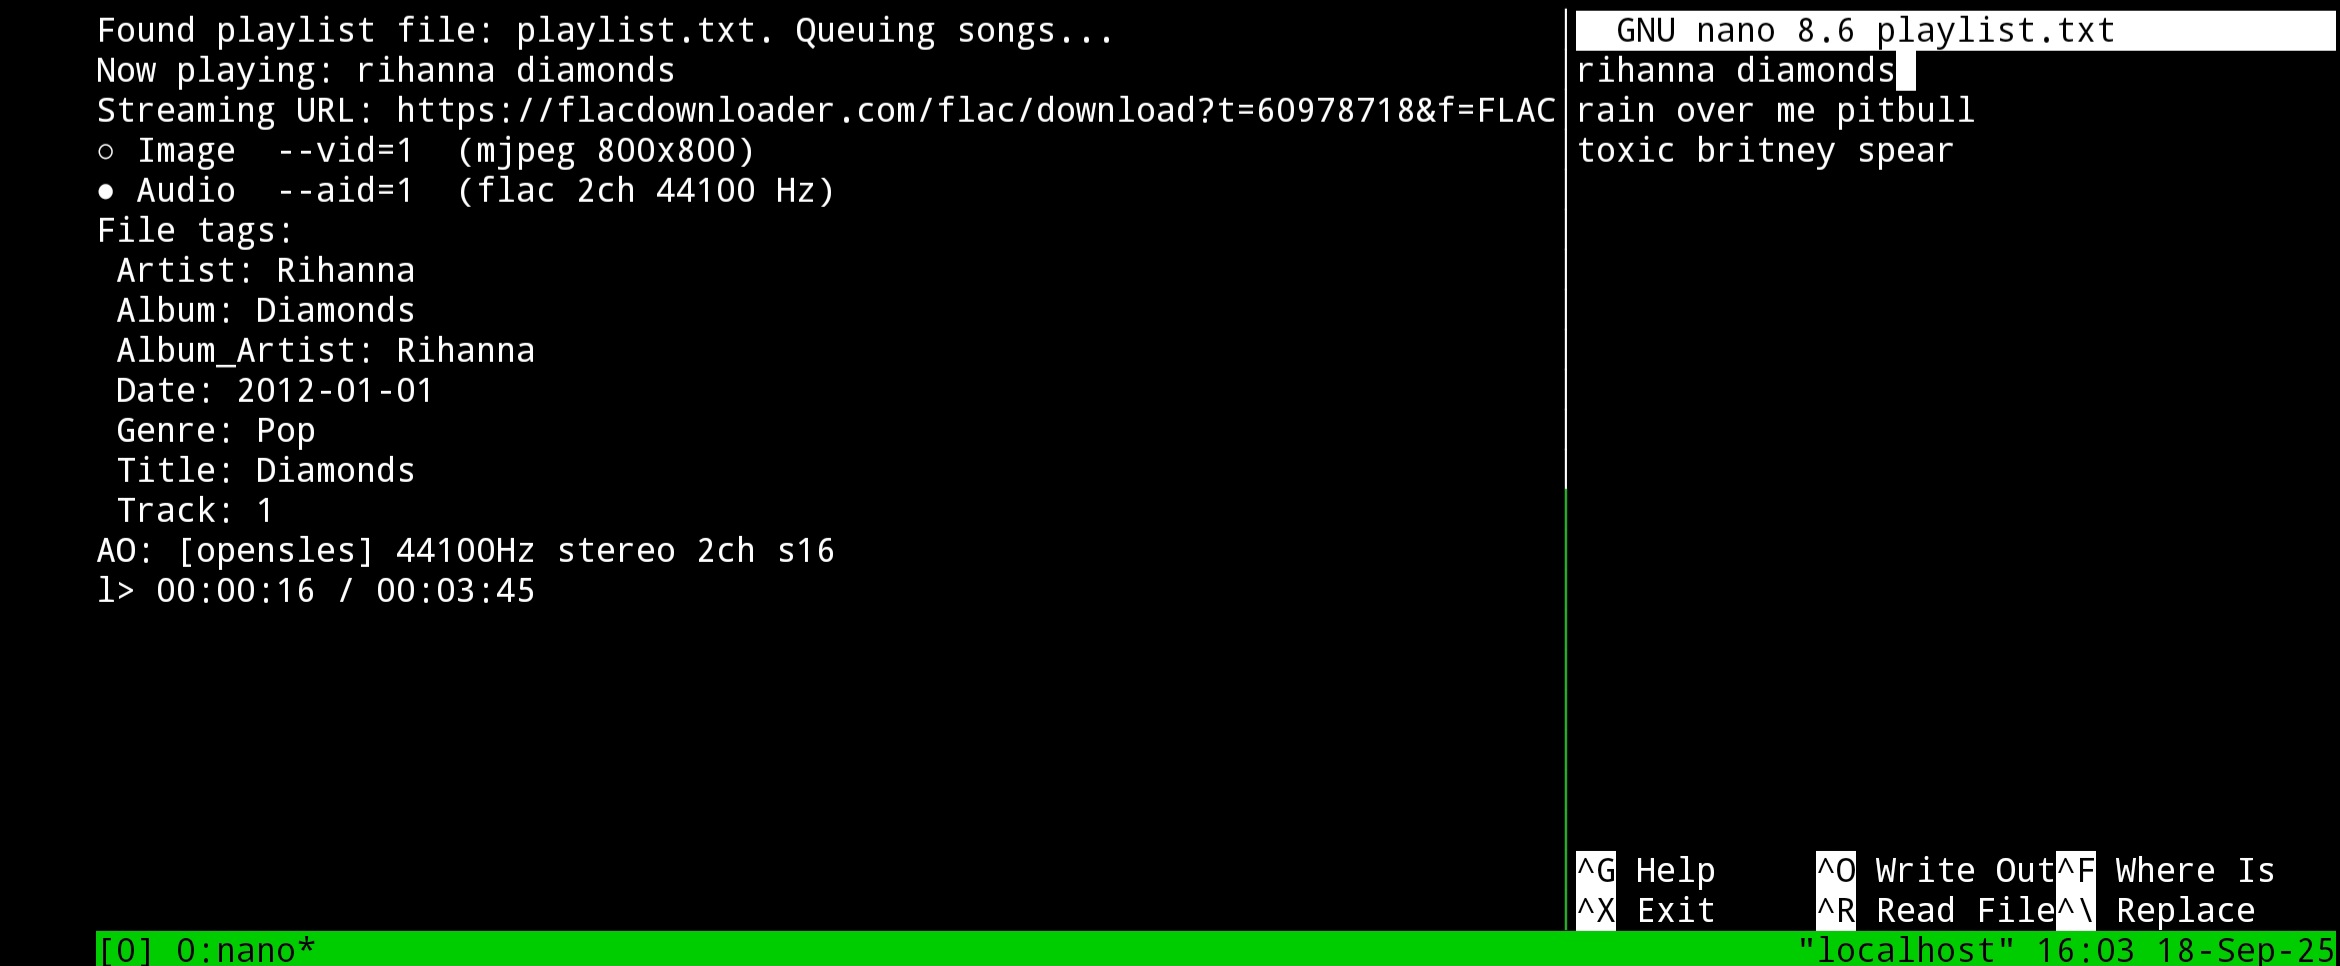 Found playlist file: playlist.txt. Queuing songs...
Now playing: rihanna diamonds
Streaming URL: https://flacdownloader.com/flac/download?t=60978718&f=FLAC
○ Image  --vid=1  (mjpeg 800x800)
● Audio  --aid=1  (flac 2ch 44100 Hz)
File tags:
 Artist: Rihanna
 Album: Diamonds
 Album_Artist: Rihanna
 Date: 2012-01-01
 Genre: Pop
 Title: Diamonds
 Track: 1
AO: [opensles] 44100Hz stereo 2ch s16
l> 00:00:16 / 00:03:45
GNU nano 8.6 playlist.txt
rihanna diamonds
rain over me pitbull
toxic britney spear
^G Help ^O Write Out^F Where Is
^X Exit ^R Read File^\ Replace
[0] 0:nano* "localhost" 16:03 18-Sep-25